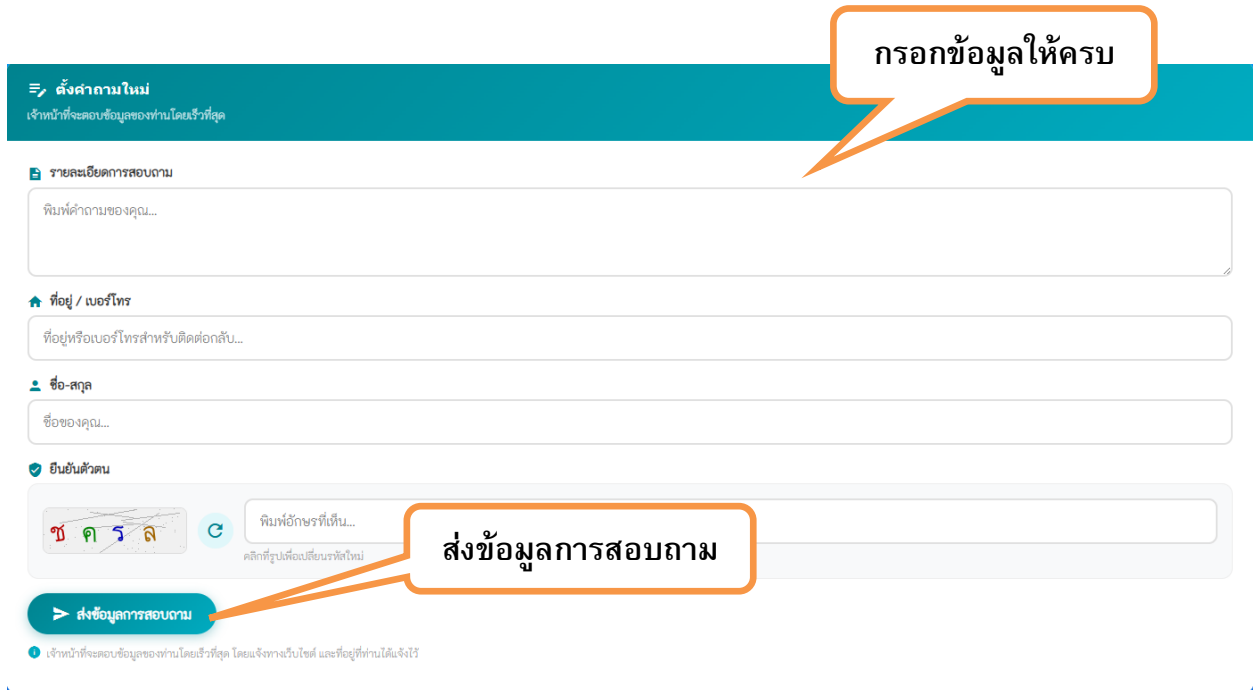 กรอกข้อมูลให้ครบ
ตั้งคำถามใหม่
เจ้าหน้าที่จะตอบข้อมูลของท่านโดยเร็วที่สุด
รายละเอียดการสอบถาม
พิมพ์คำถามของคุณ...
ที่อยู่ / เบอร์โทร
ที่อยู่หรือเบอร์โทรสำหรับติดต่อกลับ...
ชื่อ-สกุล
ชื่อของคุณ...
ยืนยันตัวตน
ช ค ร ล
พิมพ์อักษรที่เห็น...
คลิกที่รูปเพื่อเปลี่ยนรหัสใหม่
ส่งข้อมูลการสอบถาม
ส่งข้อมูลการสอบถาม
เจ้าหน้าที่จะตอบข้อมูลของท่านโดยเร็วที่สุด โดยแจ้งทางเว็บไซต์ และที่อยู่ที่ท่านได้แจ้งไว้